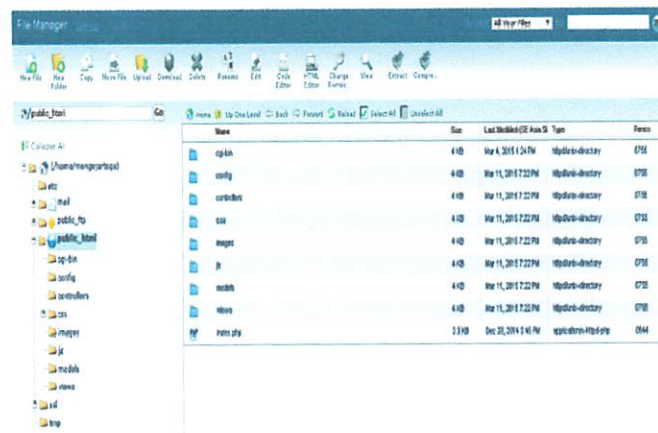 File Manager
All Your Files
New File
New Folder
Copy
Move File
Upload
Download
Delete
Rename
Edit
Code Editor
HTML Editor
Change Permis...
View
Extract
Compre...
/public_html
Go
Home Up One Level Back Forward Reload Select All Unselect All
Collapse All
etc
mail
public_ftp
public_html
cgi-bin
config
controllers
css
images
js
models
views
ssl
tmp
Name Size Type Perms
cgi-bin 4 KB Mar 4, 2015 1:24 PM httpd/unix-directory 0755
config 4 KB Mar 11, 2015 7:22 PM httpd/unix-directory 0755
controllers 4 KB Mar 11, 2015 7:22 PM httpd/unix-directory 0755
css 4 KB Mar 11, 2015 7:22 PM httpd/unix-directory 0755
images 4 KB Mar 11, 2015 7:22 PM httpd/unix-directory 0755
js 4 KB Mar 11, 2015 7:22 PM httpd/unix-directory 0755
models 4 KB Mar 11, 2015 7:22 PM httpd/unix-directory 0755
views 4 KB Mar 11, 2015 7:22 PM httpd/unix-directory 0755
index.php Dec 20, 2014 application/x-httpd-php 0644